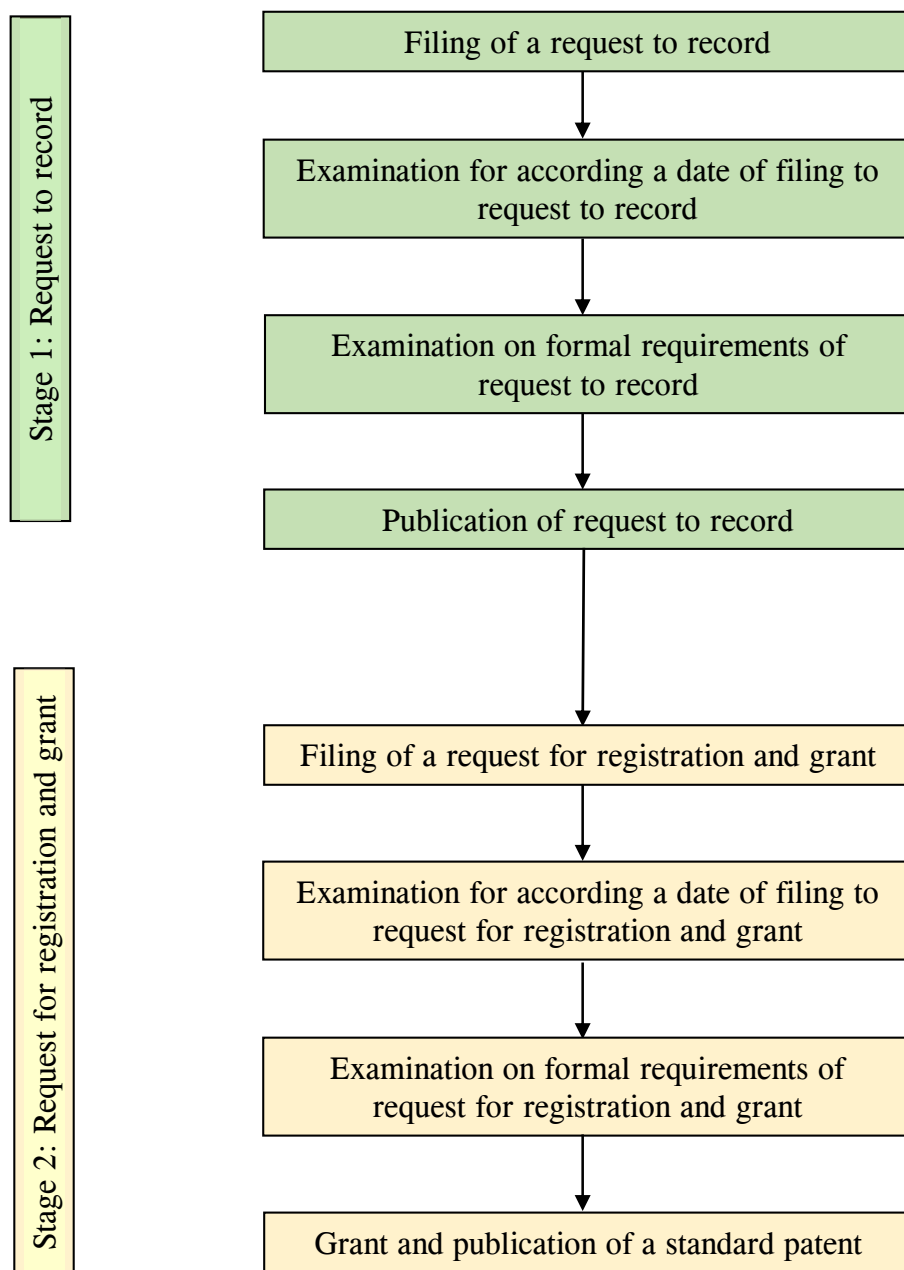 Stage 1: Request to record
Filing of a request to record
Examination for according a date of filing to
request to record
Examination on formal requirements of
request to record
Publication of request to record
Stage 2: Request for registration and grant
Filing of a request for registration and grant
Examination for according a date of filing to
request for registration and grant
Examination on formal requirements of
request for registration and grant
Grant and publication of a standard patent